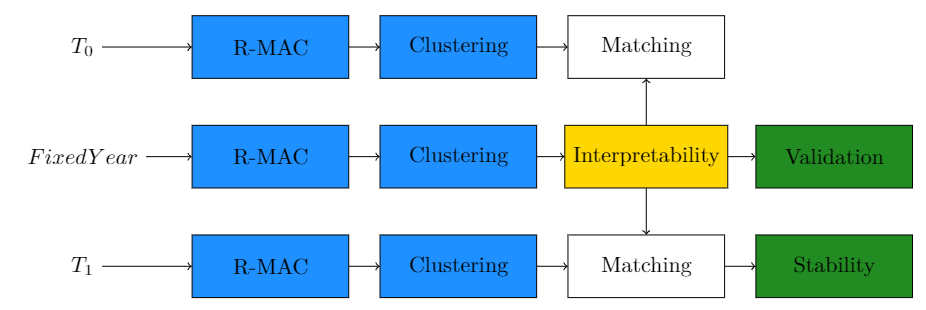 T₀ R-MAC Clustering Matching
FixedYear R-MAC Clustering Interpretability Validation
T₁ R-MAC Clustering Matching Stability